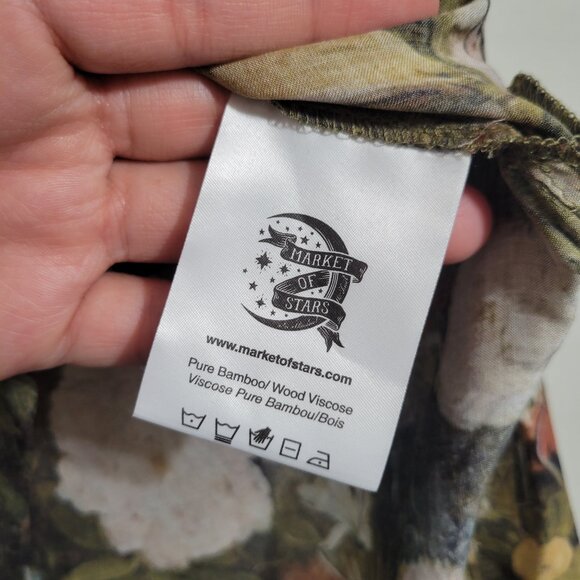 MARKET
OF
STARS
www.marketofstars.com
Pure Bamboo/ Wood Viscose
Viscose Pure Bambou/Bois